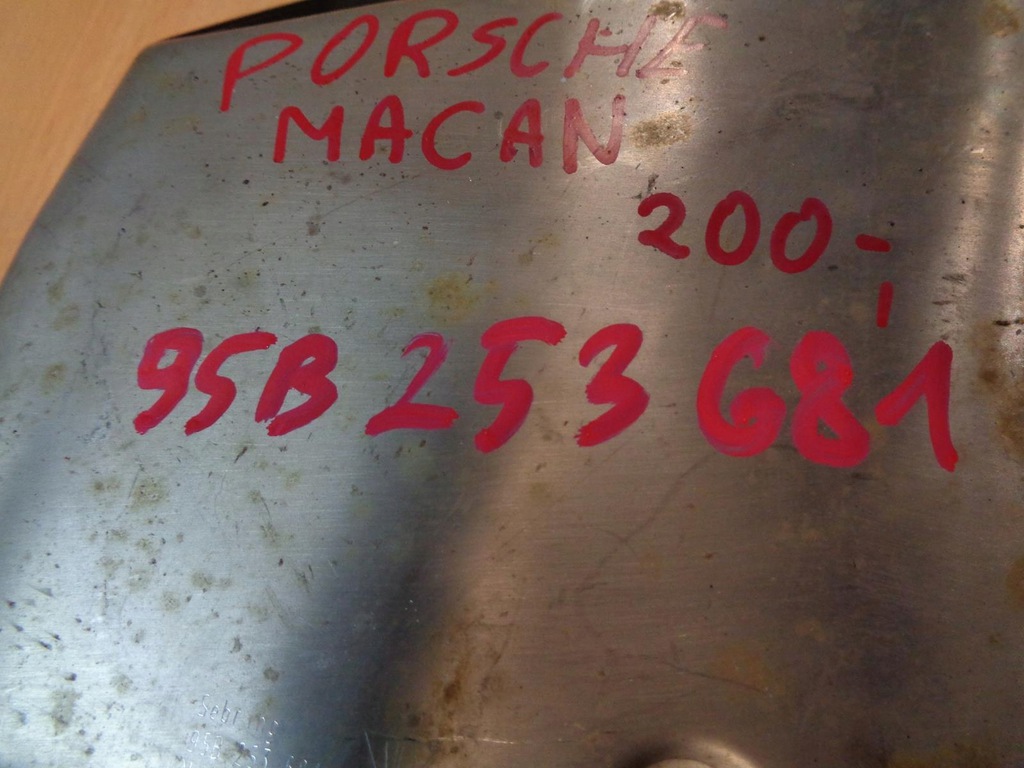 PORSCHE
MACAN
200-
95B 253 681